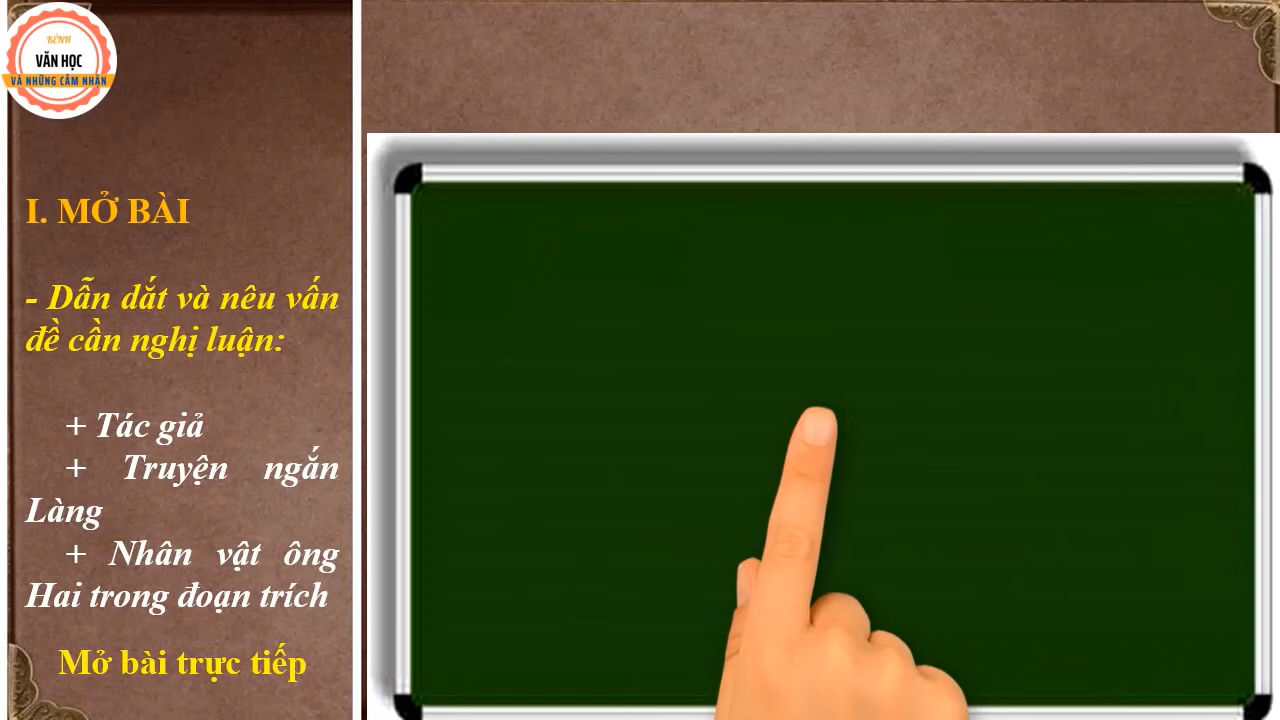 KÊNH
VĂN HỌC
VÀ NHỮNG CẢM NHẬN
I. MỞ BÀI
- Dẫn dắt và nêu vấn
đề cần nghị luận:
+ Tác giả
+ Truyện ngắn
Làng
+ Nhân vật ông
Hai trong đoạn trích
Mở bài trực tiếp